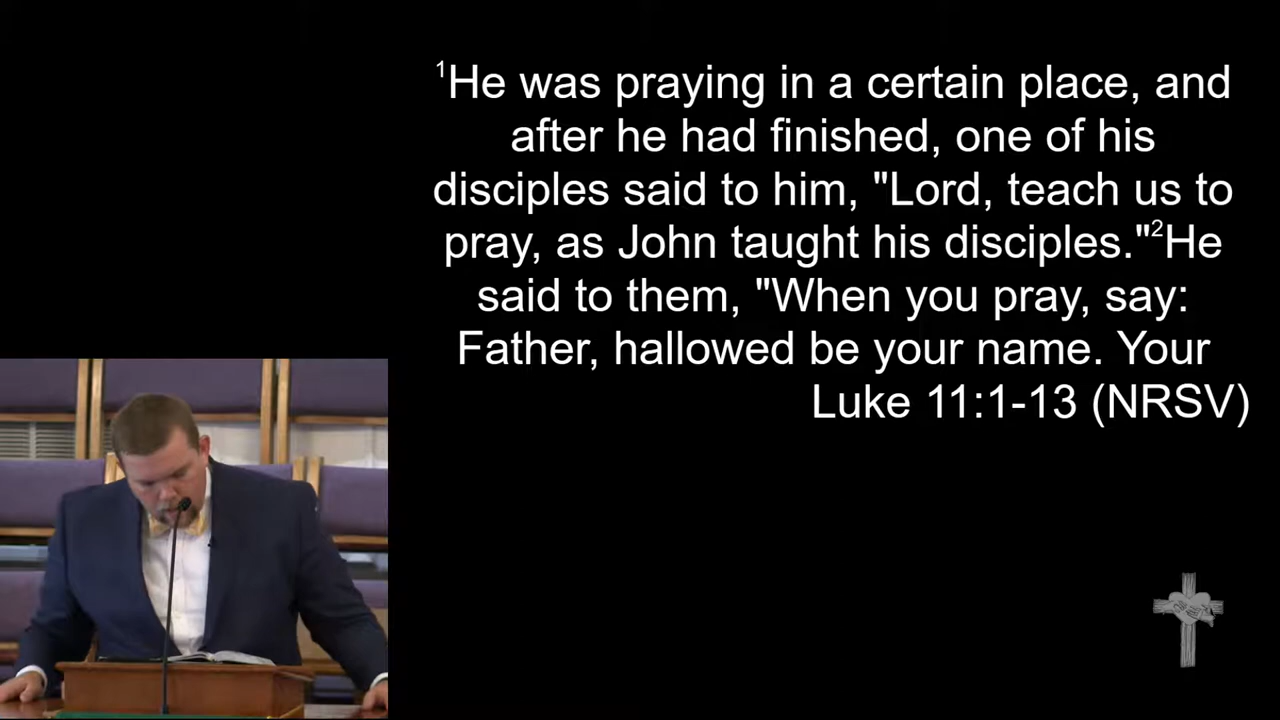 ¹He was praying in a certain place, and
after he had finished, one of his
disciples said to him, "Lord, teach us to
pray, as John taught his disciples."²He
said to them, "When you pray, say:
Father, hallowed be your name. Your
Luke 11:1-13 (NRSV)